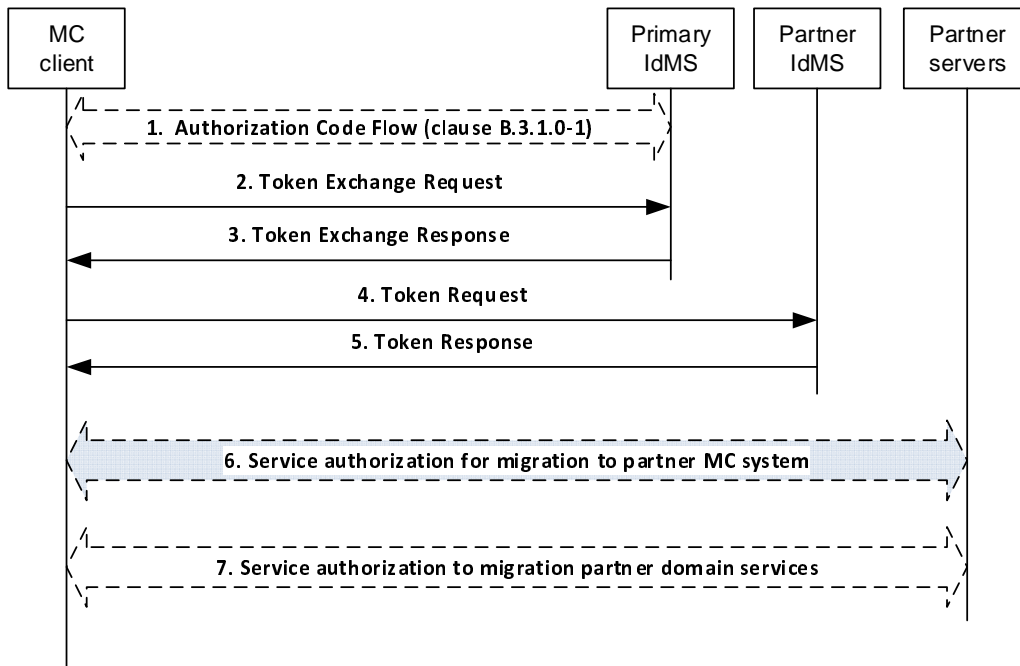 MC
client
Primary
IdMS
Partner
IdMS
Partner
servers
1. Authorization Code Flow (clause B.3.1.0-1)
2. Token Exchange Request
3. Token Exchange Response
4. Token Request
5. Token Response
6. Service authorization for migration to partner MC system
7. Service authorization to migration partner domain services